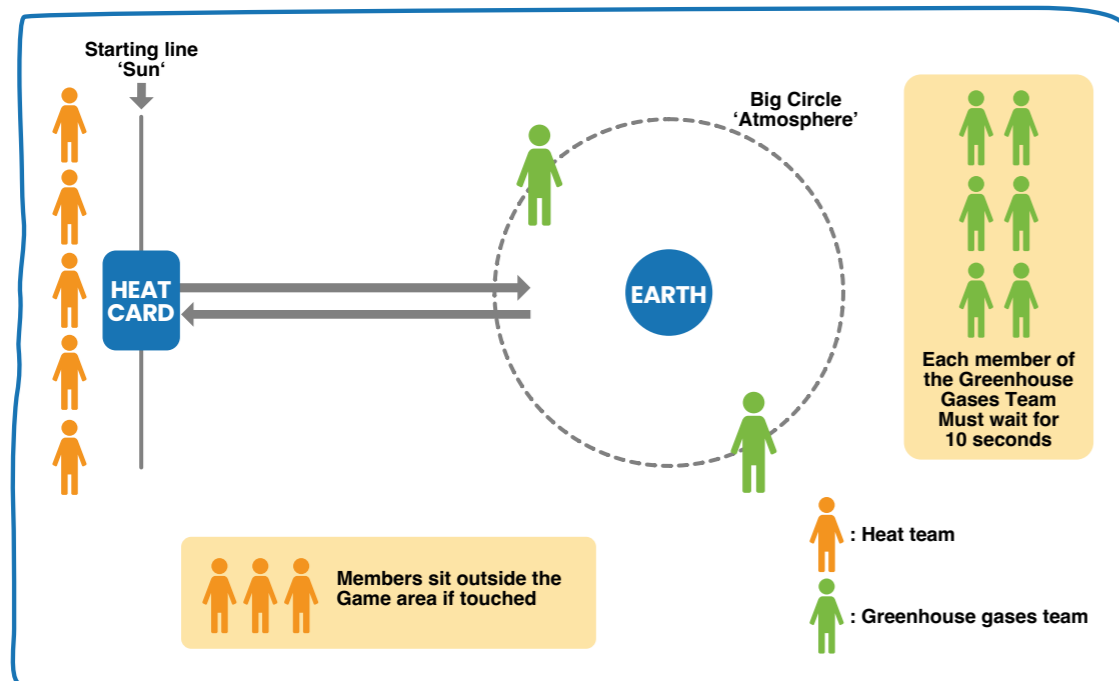 Starting line
‘Sun‘
Big Circle
‘Atmosphere’
HEAT
CARD
EARTH
Each member of
the Greenhouse
Gases Team
Must wait for
10 seconds
Members sit outside the
Game area if touched
: Heat team
: Greenhouse gases team